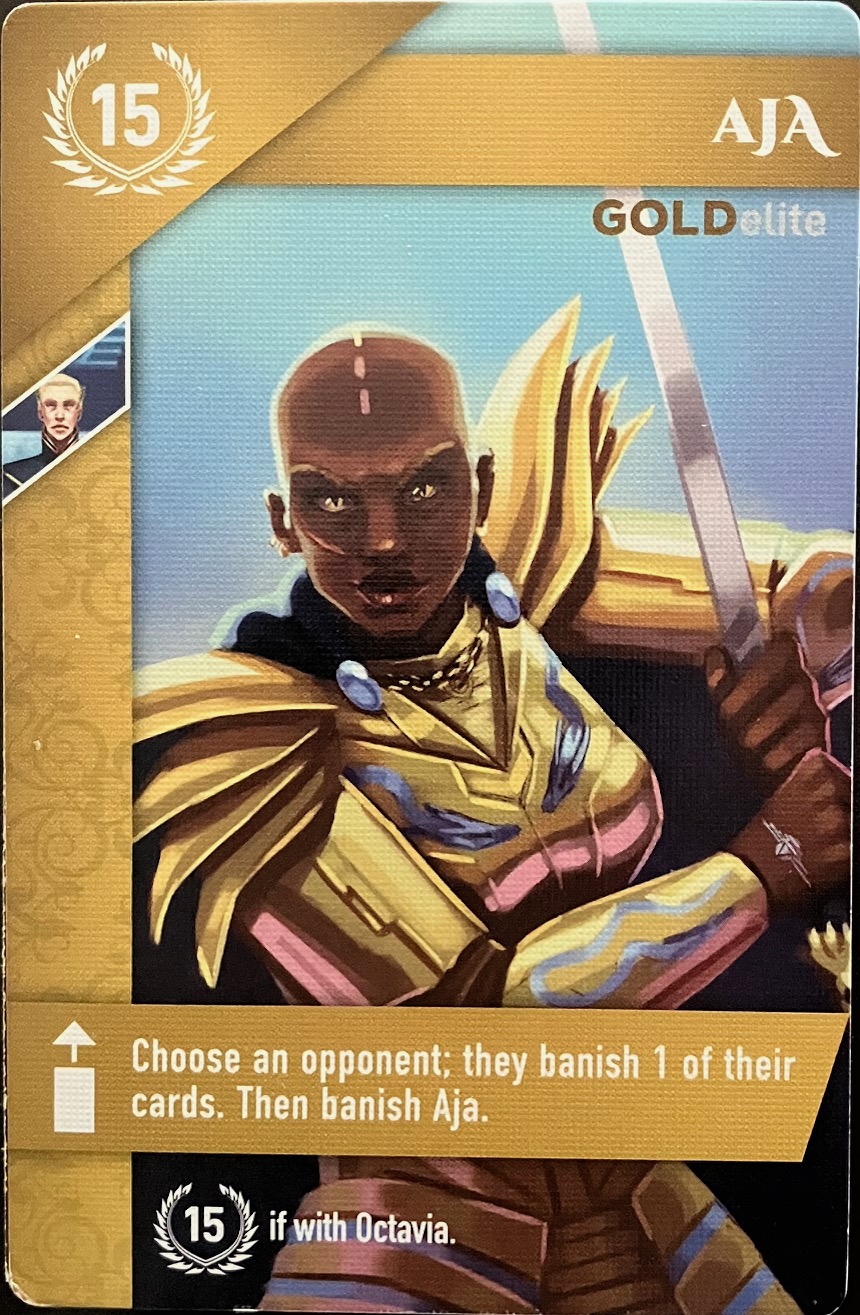 15
AJA
GOLDelite
Choose an opponent; they banish 1 of their
cards. Then banish Aja.
15 if with Octavia.